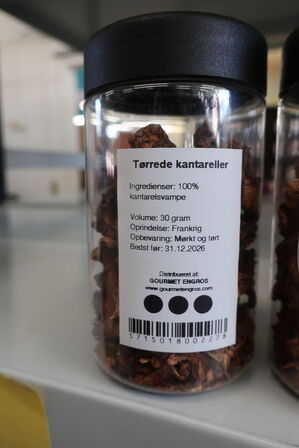 Tørrede kantareller
Ingredienser: 100%
kantarelsvampe
Volume: 30 gram
Oprindelse: Frankrig
Opbevaring: Mørkt og tørt
Bedst før: 31.12.2026
Distribueret af:
GOURMET ENGROS
www.gourmetengros.com
5715018002278